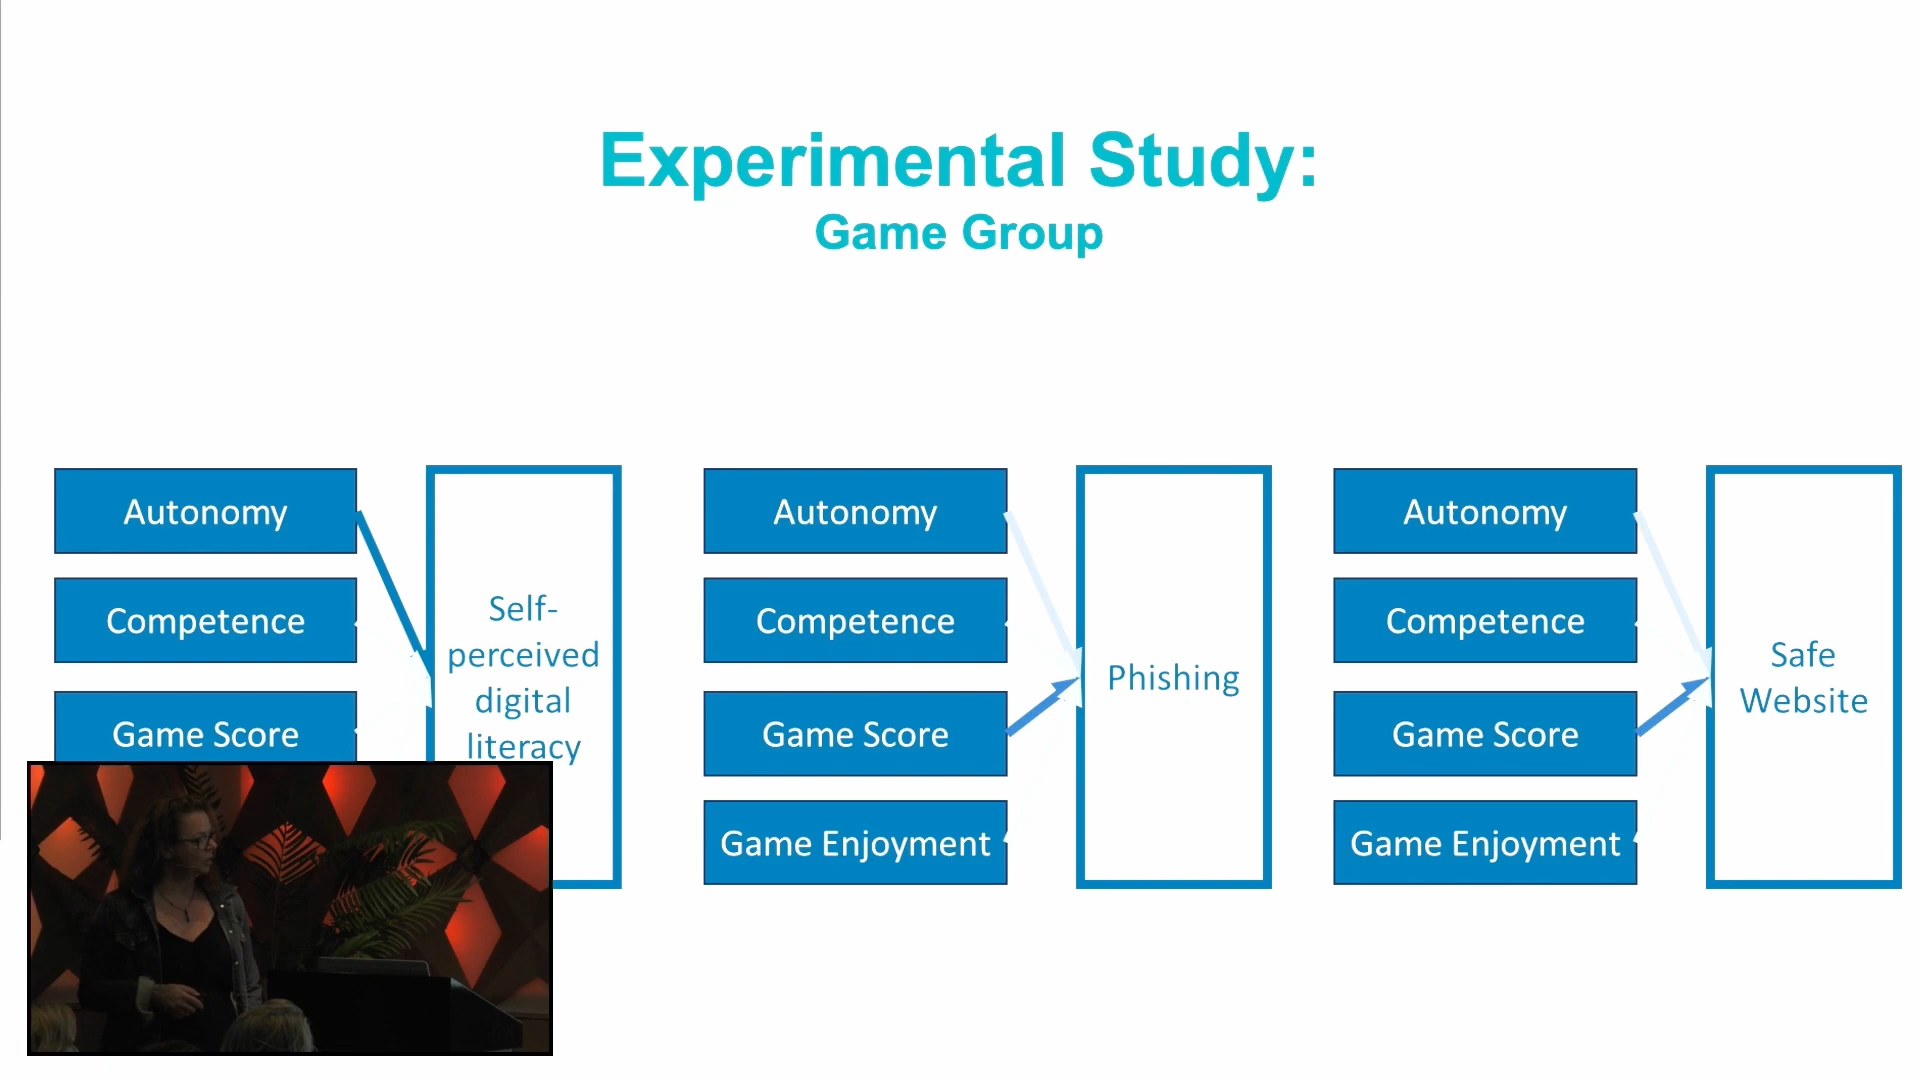 Experimental Study:
Game Group
Autonomy
Competence
Game Score
Self-
perceived
digital
literacy
Autonomy
Competence
Game Score
Game Enjoyment
Phishing
Autonomy
Competence
Game Score
Game Enjoyment
Safe
Website